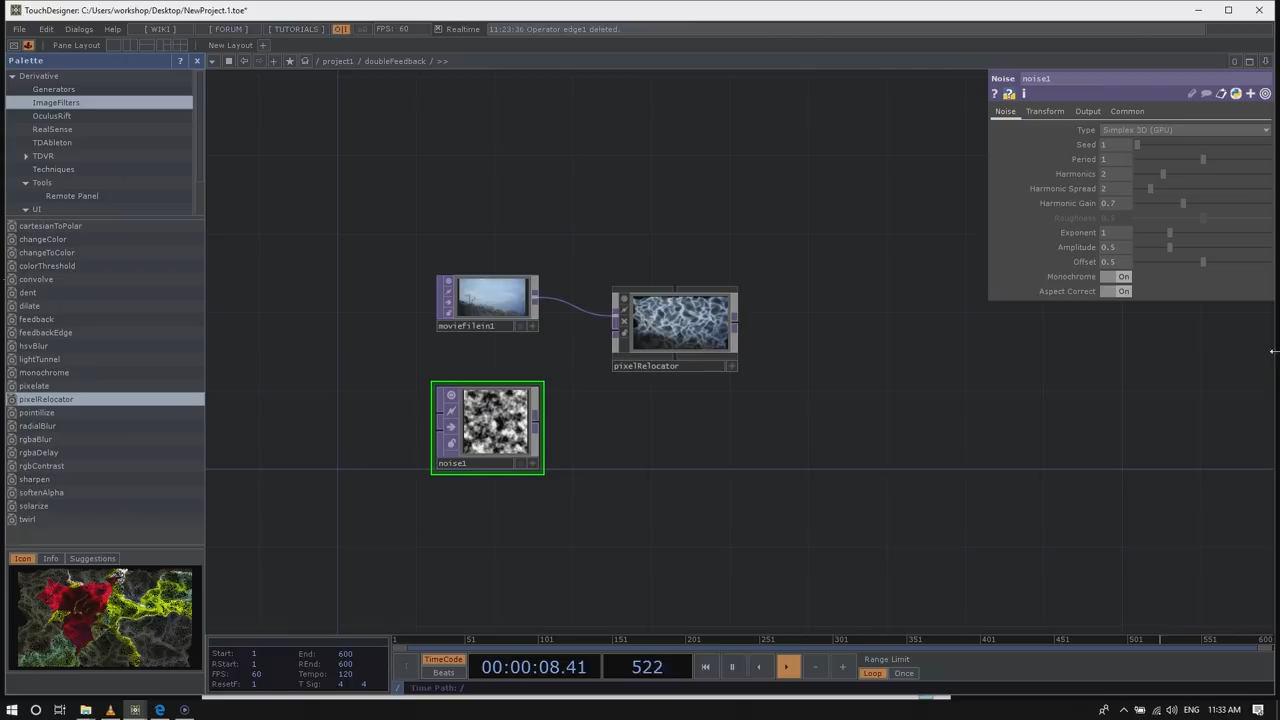 TouchDesigner: C:/Users/workshop/Desktop/NewProject.1.toe*
File Edit Dialogs Help [ WIKI ] [ FORUM ] [ TUTORIALS ] O|I FPS: 60 Realtime 11:23:36 Operator edge1 deleted.
Pane Layout New Layout +
Palette ? x
/ project1 / doubleFeedback / >>
Derivative
Generators
ImageFilters
OculusRift
RealSense
TDAbleton
TDVR
Techniques
Tools
Remote Panel
UI
cartesianToPolar
changeColor
changeToColor
colorThreshold
convolve
dent
dilate
feedback
feedbackEdge
hsvBlur
lightTunnel
monochrome
pixelate
pixelRelocator
pointilize
radialBlur
rgbaBlur
rgbaDelay
rgbContrast
sharpen
softenAlpha
solarize
twirl
Icon Info Suggestions
moviefilein1
pixelRelocator
noise1
Noise noise1
Noise Transform Output Common
Type Simplex 3D (GPU)
Seed 1
Period 1
Harmonics 2
Harmonic Spread 2
Harmonic Gain 0.7
Roughness 0.5
Exponent 1
Amplitude 0.5
Offset 0.5
Monochrome On
Aspect Correct On
1 51 101 151 201 251 301 351 401 451 501 551 600
Start: 1 End: 600
RStart: 1 REnd: 600
FPS: 60 Tempo: 120
ResetF: 1 T Sig: 4 4
TimeCode
Beats
00:00:08.41
522
Range Limit
Loop Once
/ Time Path: /
11:33 AM